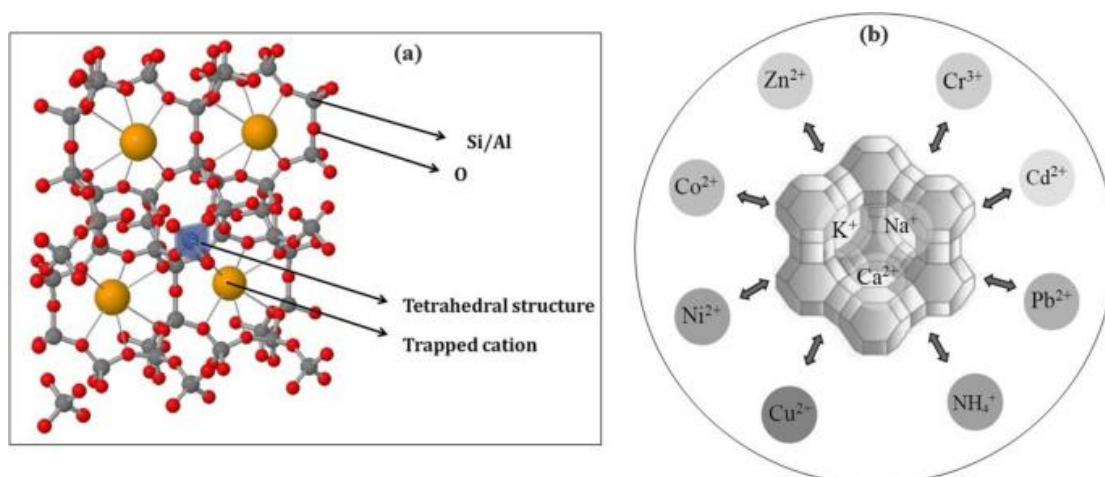 (a)
Si/Al
O
Tetrahedral structure
Trapped cation
(b)
Zn²⁺
Cr³⁺
Co²⁺
Cd²⁺
K⁺
Na⁺
Ca²⁺
Ni²⁺
Pb²⁺
Cu²⁺
NH₄⁺